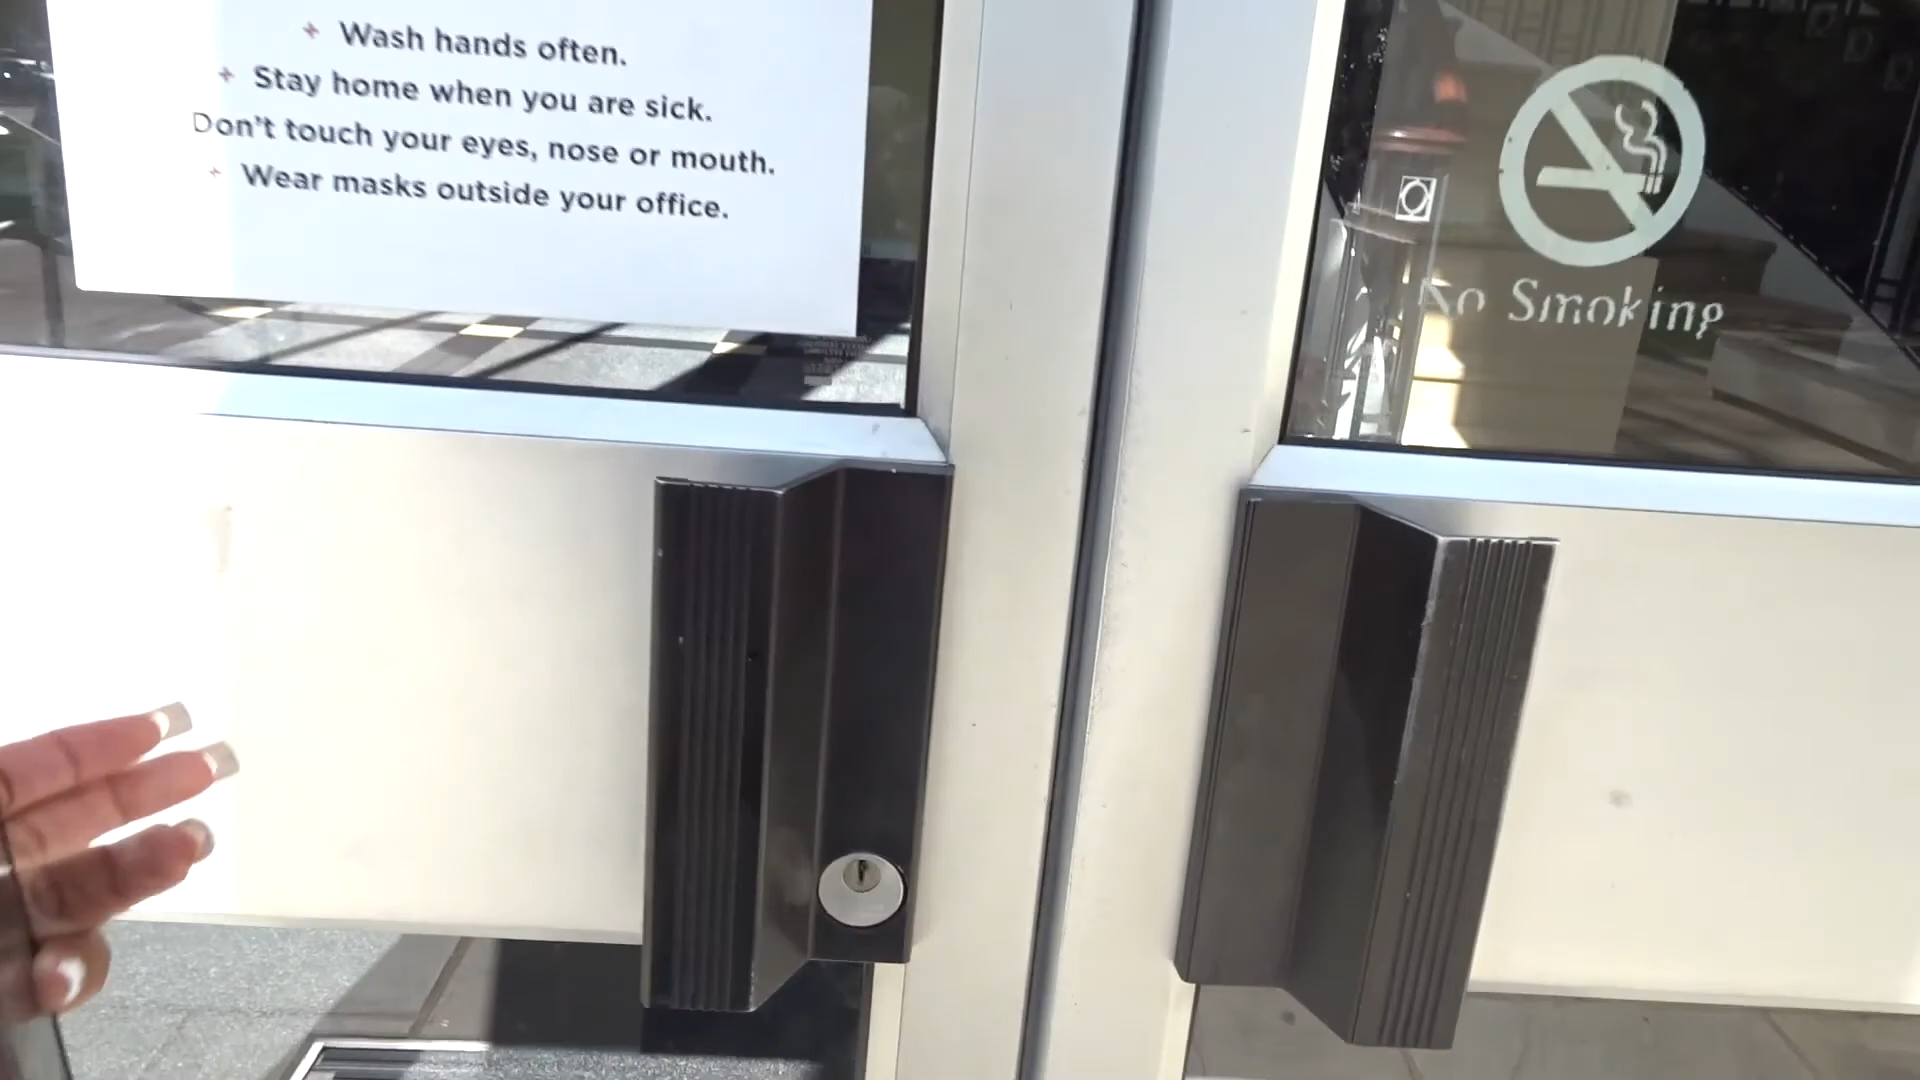 + Wash hands often.
+ Stay home when you are sick.
Don't touch your eyes, nose or mouth.
+ Wear masks outside your office.
No Smoking